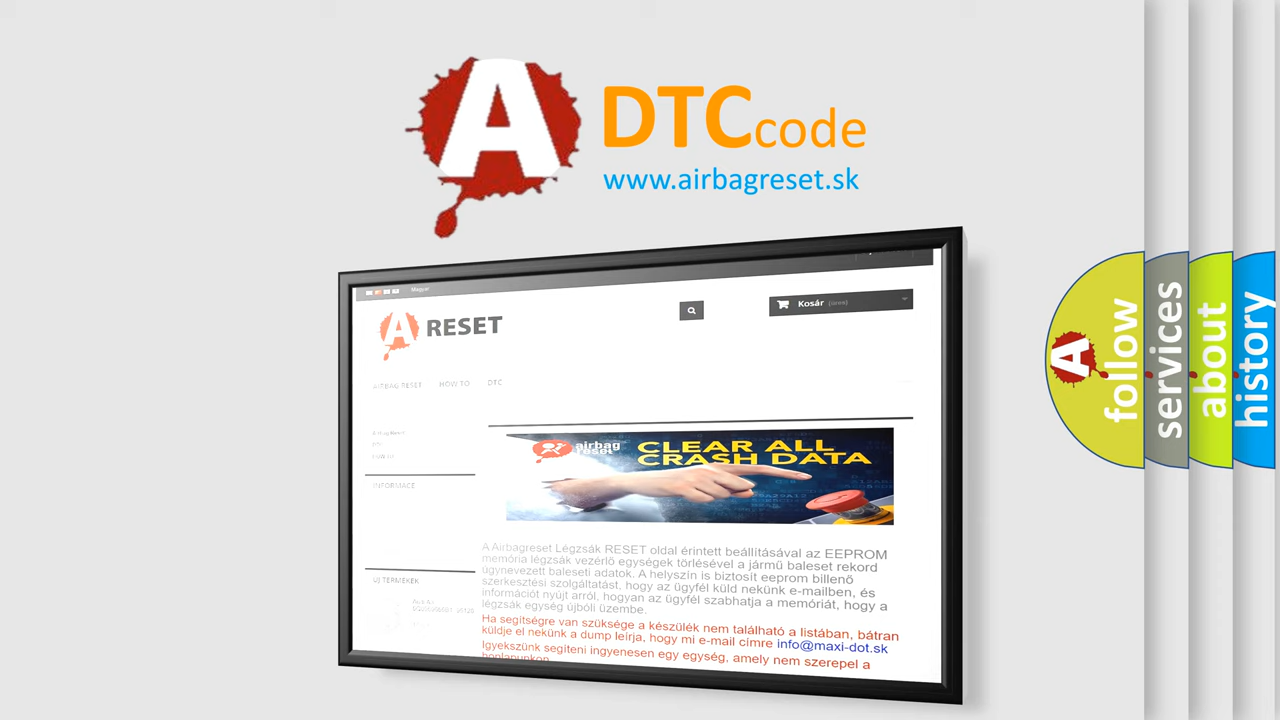 A DTC code
www.airbagreset.sk
Magyar
A RESET
Kosár (üres)
AIRBAG RESET HOW TO DTC
INFORMACE
ÚJ TERMÉKEK
airbag
reset
CLEAR ALL
CRASH DATA
A Airbagreset Légzsák RESET oldal érintett beállításával az EEPROM
memória légzsák vezérlő egységek törlésével a jármű baleset rekord
úgynevezett baleseti adatok. A helyszín is biztosít eeprom billenő
szerkesztési szolgáltatást, hogy az ügyfél küld nekünk e-mailben, és
információt nyújt arról, hogyan az ügyfél szabhatja a memóriát, hogy a
légzsák egység újbóli üzembe.
Ha segítségre van szüksége a készülék nem található a listában, bátran
küldje el nekünk a dump leírja, hogy mi e-mail címre info@maxi-dot.sk
Igyekszünk segíteni ingyenesen egy egység, amely nem szerepel a
honlapunkon
A follow
services
about
history